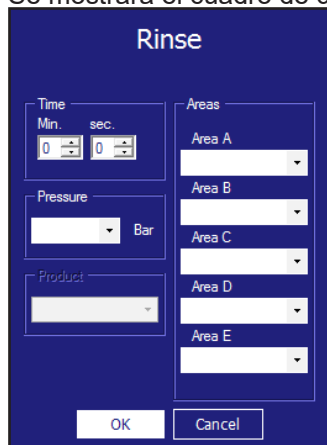 Rinse
Time
Min. sec.
0 0
Pressure
Bar
Product
Areas
Area A
Area B
Area C
Area D
Area E
OK Cancel